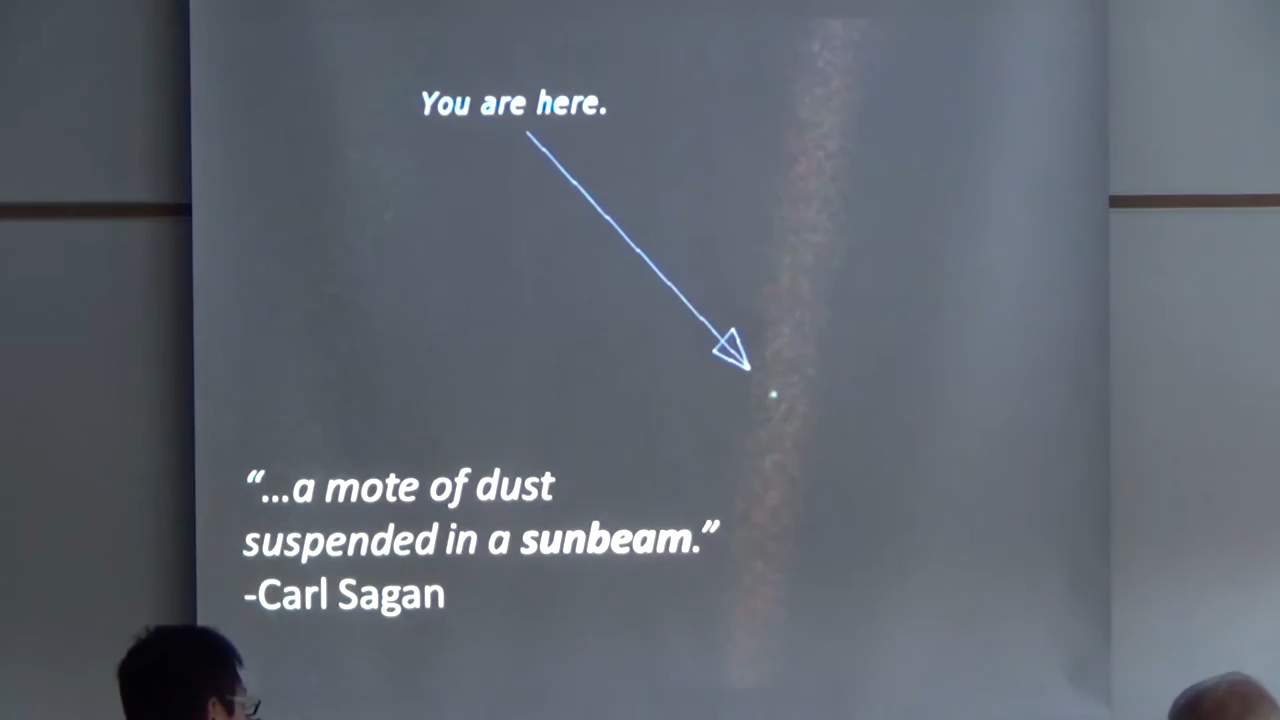 You are here.
“...a mote of dust
suspended in a sunbeam.”
-Carl Sagan